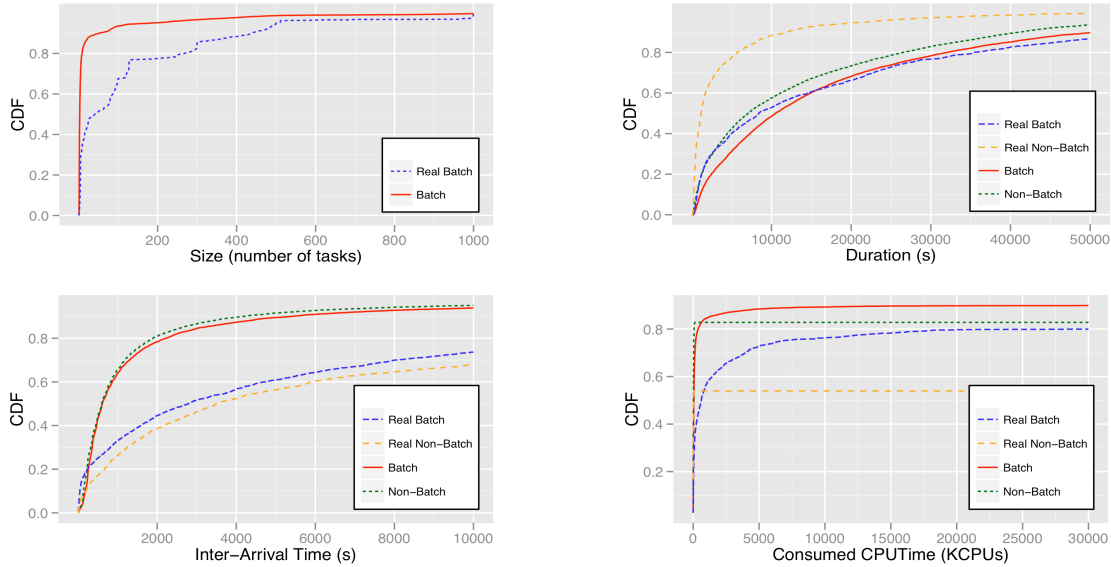 CDF
0.8
0.6
0.4
0.2
0.0
200 400 600 800 1000
Size (number of tasks)
Real Batch
Batch
CDF
0.8
0.6
0.4
0.2
0.0
10000 20000 30000 40000 50000
Duration (s)
Real Batch
Real Non-Batch
Batch
Non-Batch
CDF
0.8
0.6
0.4
0.2
0.0
2000 4000 6000 8000 10000
Inter-Arrival Time (s)
Real Batch
Real Non-Batch
Batch
Non-Batch
CDF
0.8
0.6
0.4
0.2
0 5000 10000 15000 20000 25000 30000
Consumed CPUTime (KCPUs)
Real Batch
Real Non-Batch
Batch
Non-Batch